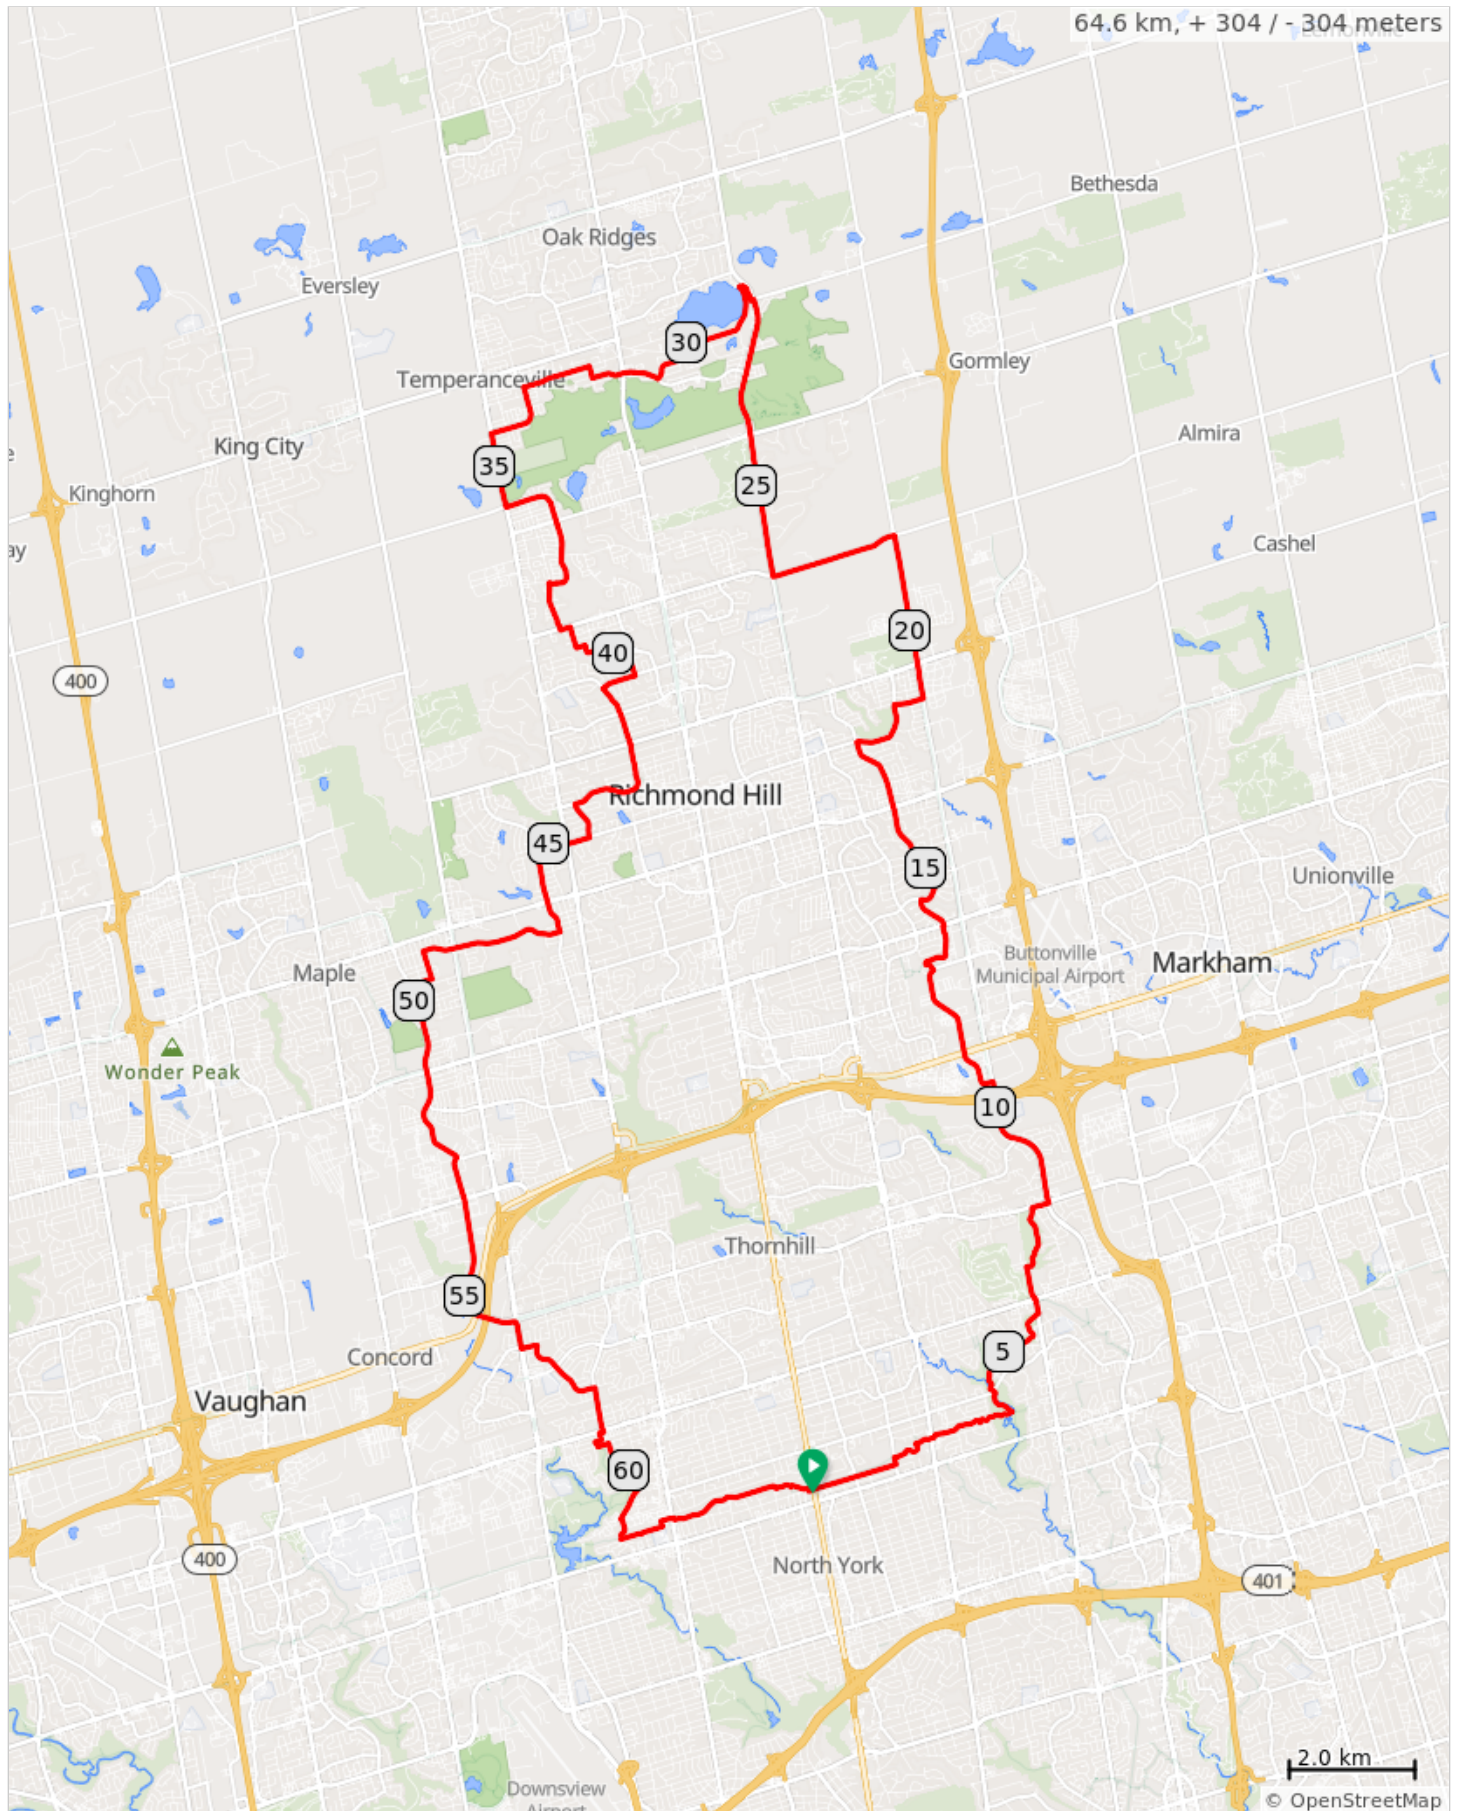 64.6 km, + 304 / - 304 meters
Bethesda
Oak Ridges
Eversley
30
Gormley
Temperanceville
Almira
King City
35
25
Kinghorn
Cashel
ay
20
40
400
Richmond Hill
45
15
Unionville
Buttonville
Municipal Airport
Markham
Maple
50
Wonder Peak
10
Thornhill
55
5
Concord
Vaughan
60
400
North York
401
2.0 km
Downsview
Airport
© OpenStreetMap